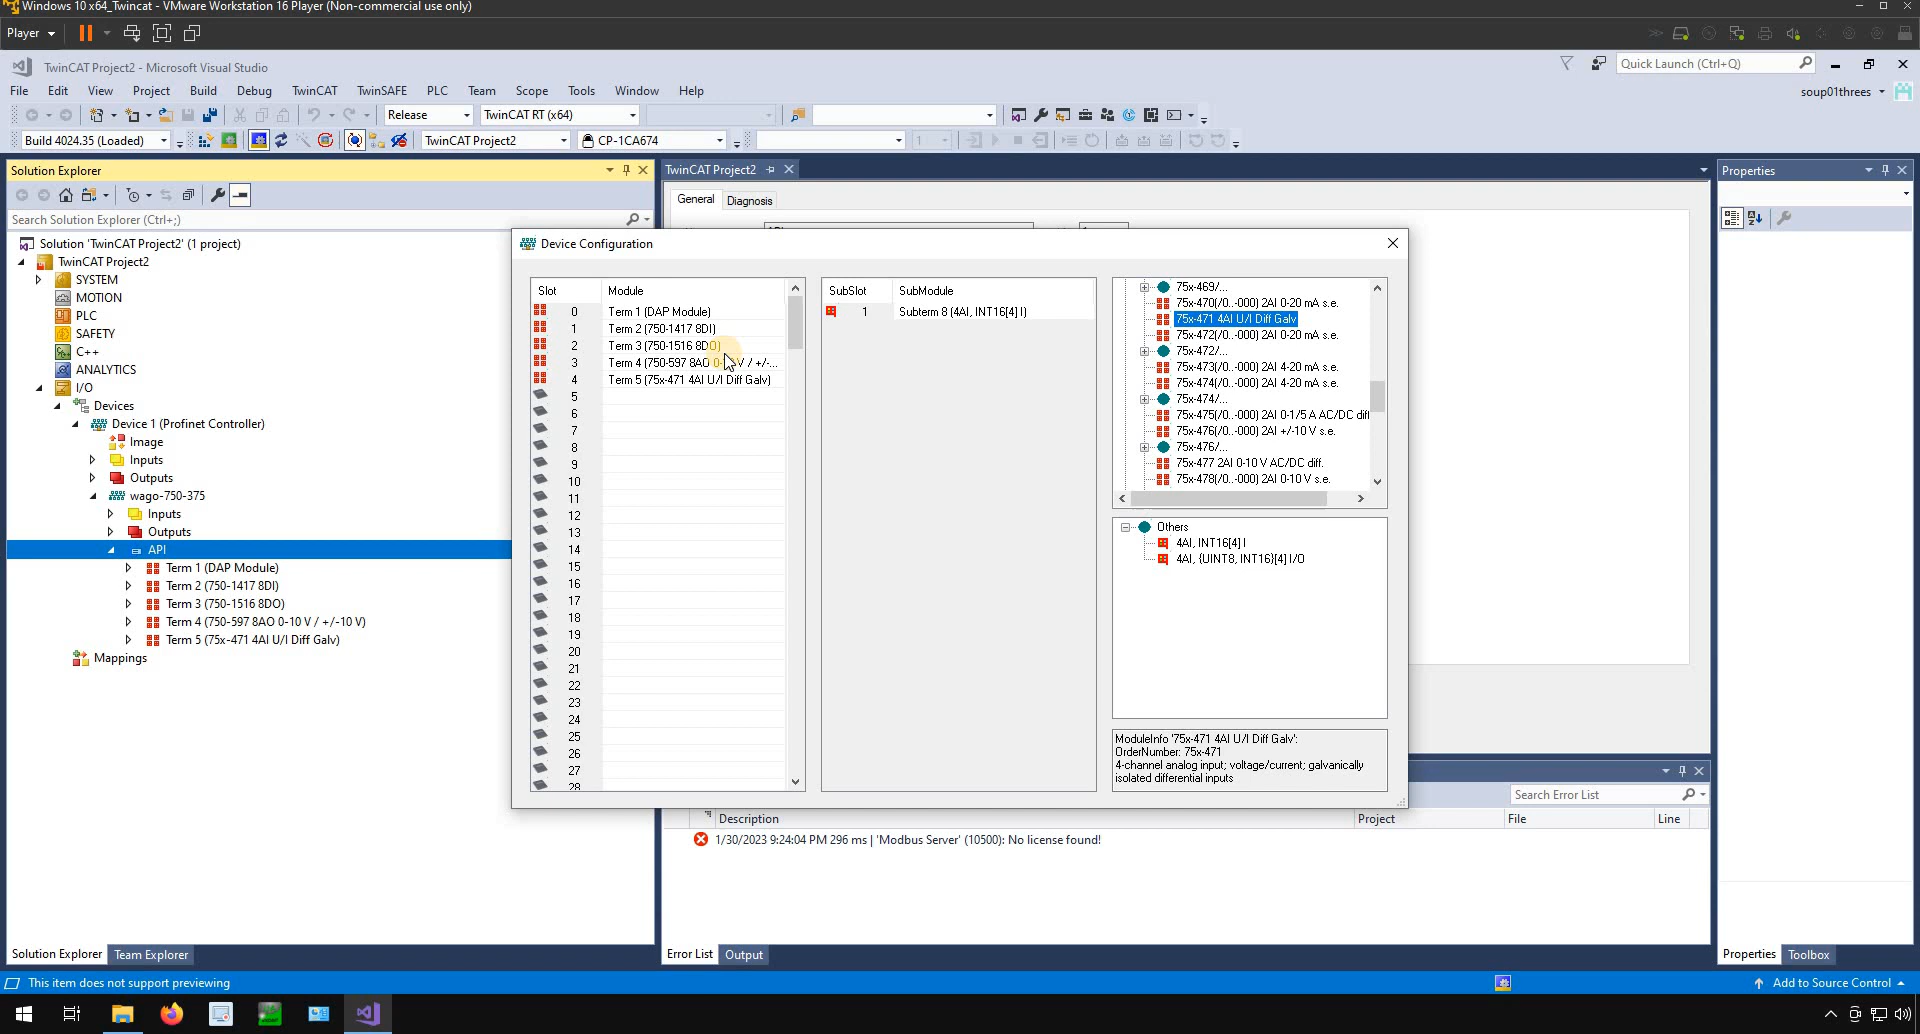 Windows 10 x64_Twincat - VMware Workstation 16 Player (Non-commercial use only)
Player
TwinCAT Project2 - Microsoft Visual Studio
Quick Launch (Ctrl+Q)
File Edit View Project Build Debug TwinCAT TwinSAFE PLC Team Scope Tools Window Help
soup01threes
Release TwinCAT RT (x64)
Build 4024.35 (Loaded) TwinCAT Project2 CP-1CA674 1
Solution Explorer
Search Solution Explorer (Ctrl+;)
Solution 'TwinCAT Project2' (1 project)
TwinCAT Project2
SYSTEM
MOTION
PLC
SAFETY
C++
ANALYTICS
I/O
Devices
Device 1 (Profinet Controller)
Image
Inputs
Outputs
wago-750-375
Inputs
Outputs
API
Term 1 (DAP Module)
Term 2 (750-1417 8DI)
Term 3 (750-1516 8DO)
Term 4 (750-597 8AO 0-10 V / +/-10 V)
Term 5 (75x-471 4AI U/I Diff Galv)
Mappings
Solution Explorer Team Explorer
TwinCAT Project2
General Diagnosis
Device Configuration
Slot Module
0 Term 1 (DAP Module)
1 Term 2 (750-1417 8DI)
2 Term 3 (750-1516 8DO)
3 Term 4 (750-597 8AO 0-10 V / +/-...
4 Term 5 (75x-471 4AI U/I Diff Galv)
5
6
7
8
9
10
11
12
13
14
15
16
17
18
19
20
21
22
23
24
25
26
27
28
SubSlot SubModule
1 Subterm 8 (4AI, INT16[4] I)
75x-469/...
75x-470(/0..-000) 2AI 0-20 mA s.e.
75x-471 4AI U/I Diff Galv
75x-472(/0..-000) 2AI 0-20 mA s.e.
75x-472/...
75x-473(/0..-000) 2AI 4-20 mA s.e.
75x-474(/0..-000) 2AI 4-20 mA s.e.
75x-474/...
75x-475(/0..-000) 2AI 0-1/5 A AC/DC diff
75x-476(/0..-000) 2AI +/-10 V s.e.
75x-476/...
75x-477 2AI 0-10 V AC/DC diff.
75x-478(/0..-000) 2AI 0-10 V s.e.
Others
4AI, INT16[4] I
4AI, {UINT8, INT16}[4] I/O
ModuleInfo '75x-471 4AI U/I Diff Galv':
OrderNumber: 75x-471
4-channel analog input; voltage/current; galvanically
isolated differential inputs
Search Error List
Description Project File Line
1/30/2023 9:24:04 PM 296 ms | 'Modbus Server' (10500): No license found!
Error List Output
Properties
Properties Toolbox
This item does not support previewing
Add to Source Control